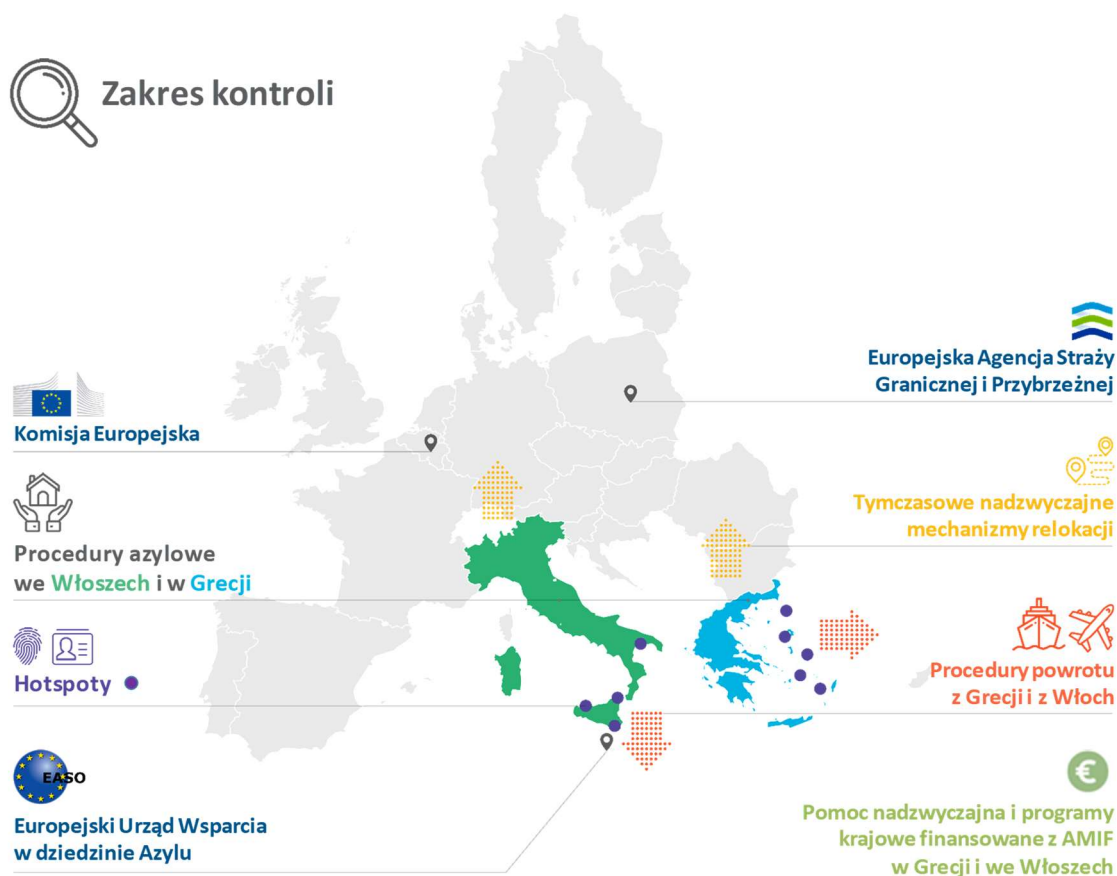 Zakres kontroli
Komisja Europejska
Procedury azylowe
we Włoszech i w Grecji
Hotspoty
EASO
Europejski Urząd Wsparcia
w dziedzinie Azylu
Europejska Agencja Straży
Granicznej i Przybrzeżnej
Tymczasowe nadzwyczajne
mechanizmy relokacji
Procedury powrotu
z Grecji i z Włoch
€
Pomoc nadzwyczajna i programy
krajowe finansowane z AMIF
w Grecji i we Włoszech